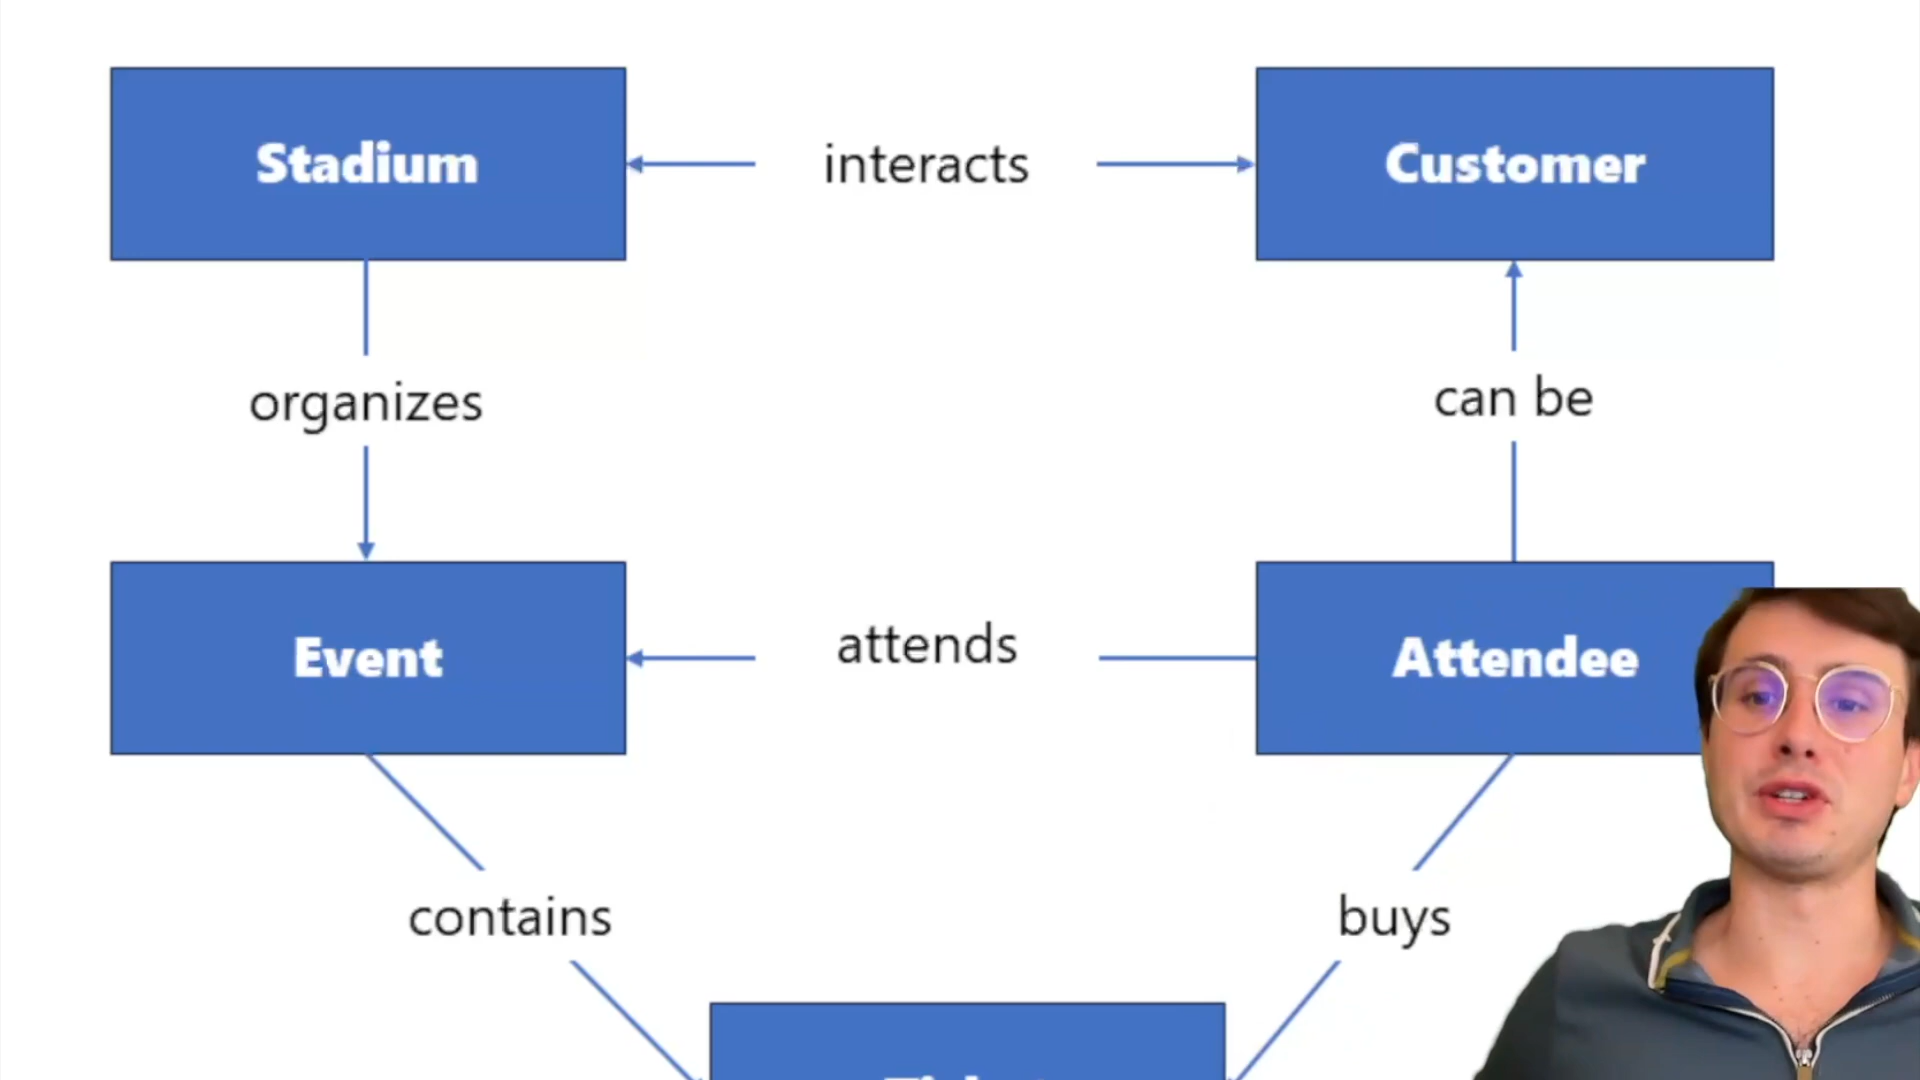 Stadium
interacts
Customer
organizes
can be
Event
attends
Attendee
contains
buys